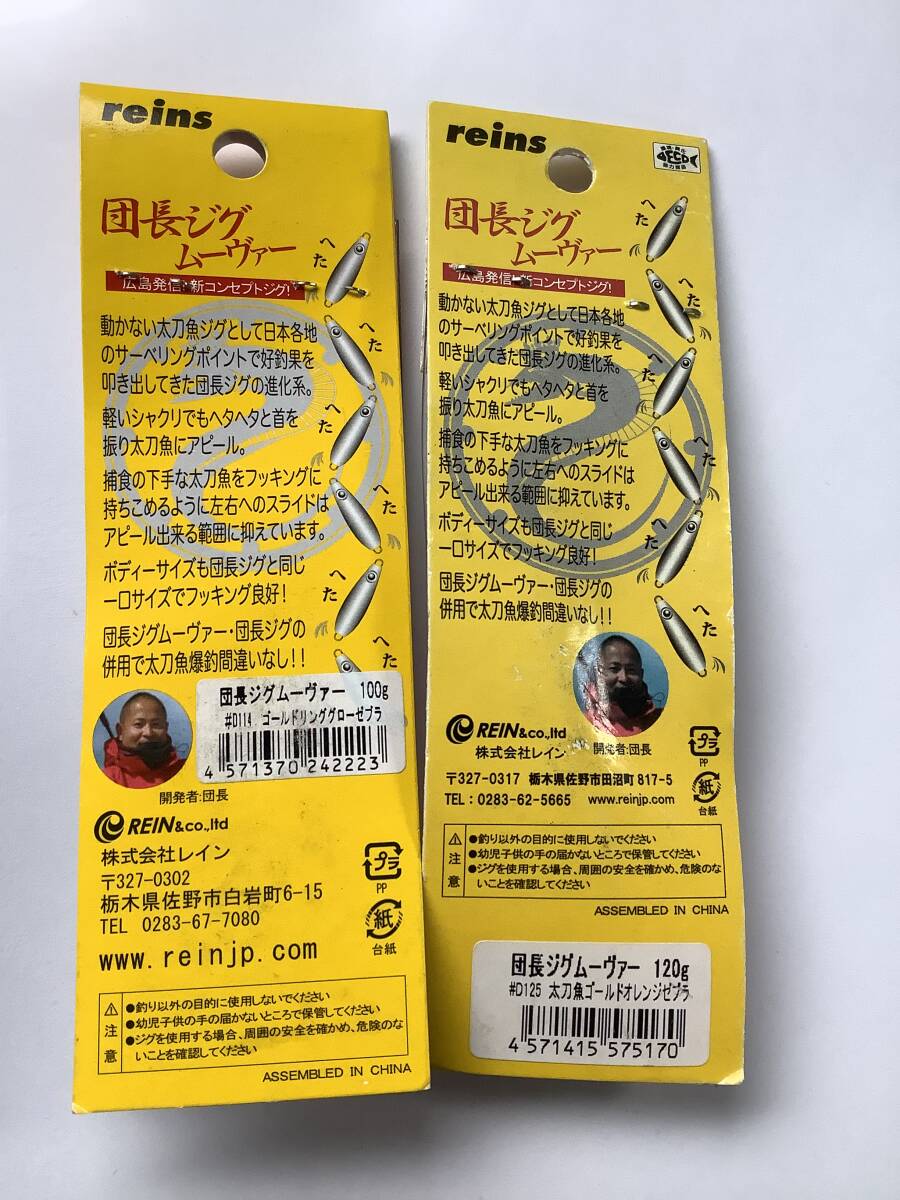 reins
団長ジグ
ムーヴァー
広島発信!新コンセプトジグ!
へた
へた
へた
へた
へた
へた
動かない太刀魚ジグとして日本各地
のサーベリングポイントで好釣果を
叩き出してきた団長ジグの進化系。
軽いシャクリでもヘタヘタと首を
振り太刀魚にアピール。
捕食の下手な太刀魚をフッキングに
持ちこめるように左右へのスライドは
アピール出来る範囲に抑えています。
ボディーサイズも団長ジグと同じ
一口サイズでフッキング良好!
団長ジグムーヴァー・団長ジグの
併用で太刀魚爆釣間違いなし!!
団長ジグムーヴァー 100g
#D114 ゴールドリンググローゼブラ
4 571370 242223
開発者:団長
REIN&co.,ltd
株式会社レイン
〒327-0302
栃木県佐野市白岩町6-15
TEL 0283-67-7080
www.reinjp.com
プラ
PP
紙
台紙
注意
●釣り以外の目的に使用しないでください
●幼児子供の手の届かないところで保管してください
●ジグを使用する場合、周囲の安全を確かめ、危険のな
いことを確認してください
ASSEMBLED IN CHINA
reins
ECO
団長ジグ
ムーヴァー
広島発信!新コンセプトジグ!
へた
へた
へた
へた
へた
へた
動かない太刀魚ジグとして日本各地
のサーベリングポイントで好釣果を
叩き出してきた団長ジグの進化系。
軽いシャクリでもヘタヘタと首を
振り太刀魚にアピール。
捕食の下手な太刀魚をフッキングに
持ちこめるように左右へのスライドは
アピール出来る範囲に抑えています。
ボディーサイズも団長ジグと同じ
一口サイズでフッキング良好!
団長ジグムーヴァー・団長ジグの
併用で太刀魚爆釣間違いなし!!
REIN&co.,ltd
株式会社レイン
開発者:団長
プラ
PP
紙
台紙
〒327-0317 栃木県佐野市田沼町817-5
TEL:0283-62-5665 www.reinjp.com
注意
●釣り以外の目的に使用しないでください
●幼児子供の手の届かないところで保管してください
●ジグを使用する場合、周囲の安全を確かめ、危険のな
いことを確認してください
ASSEMBLED IN CHINA
団長ジグムーヴァー 120g
#D125 太刀魚ゴールドオレンジゼブラ
4 571415 575170